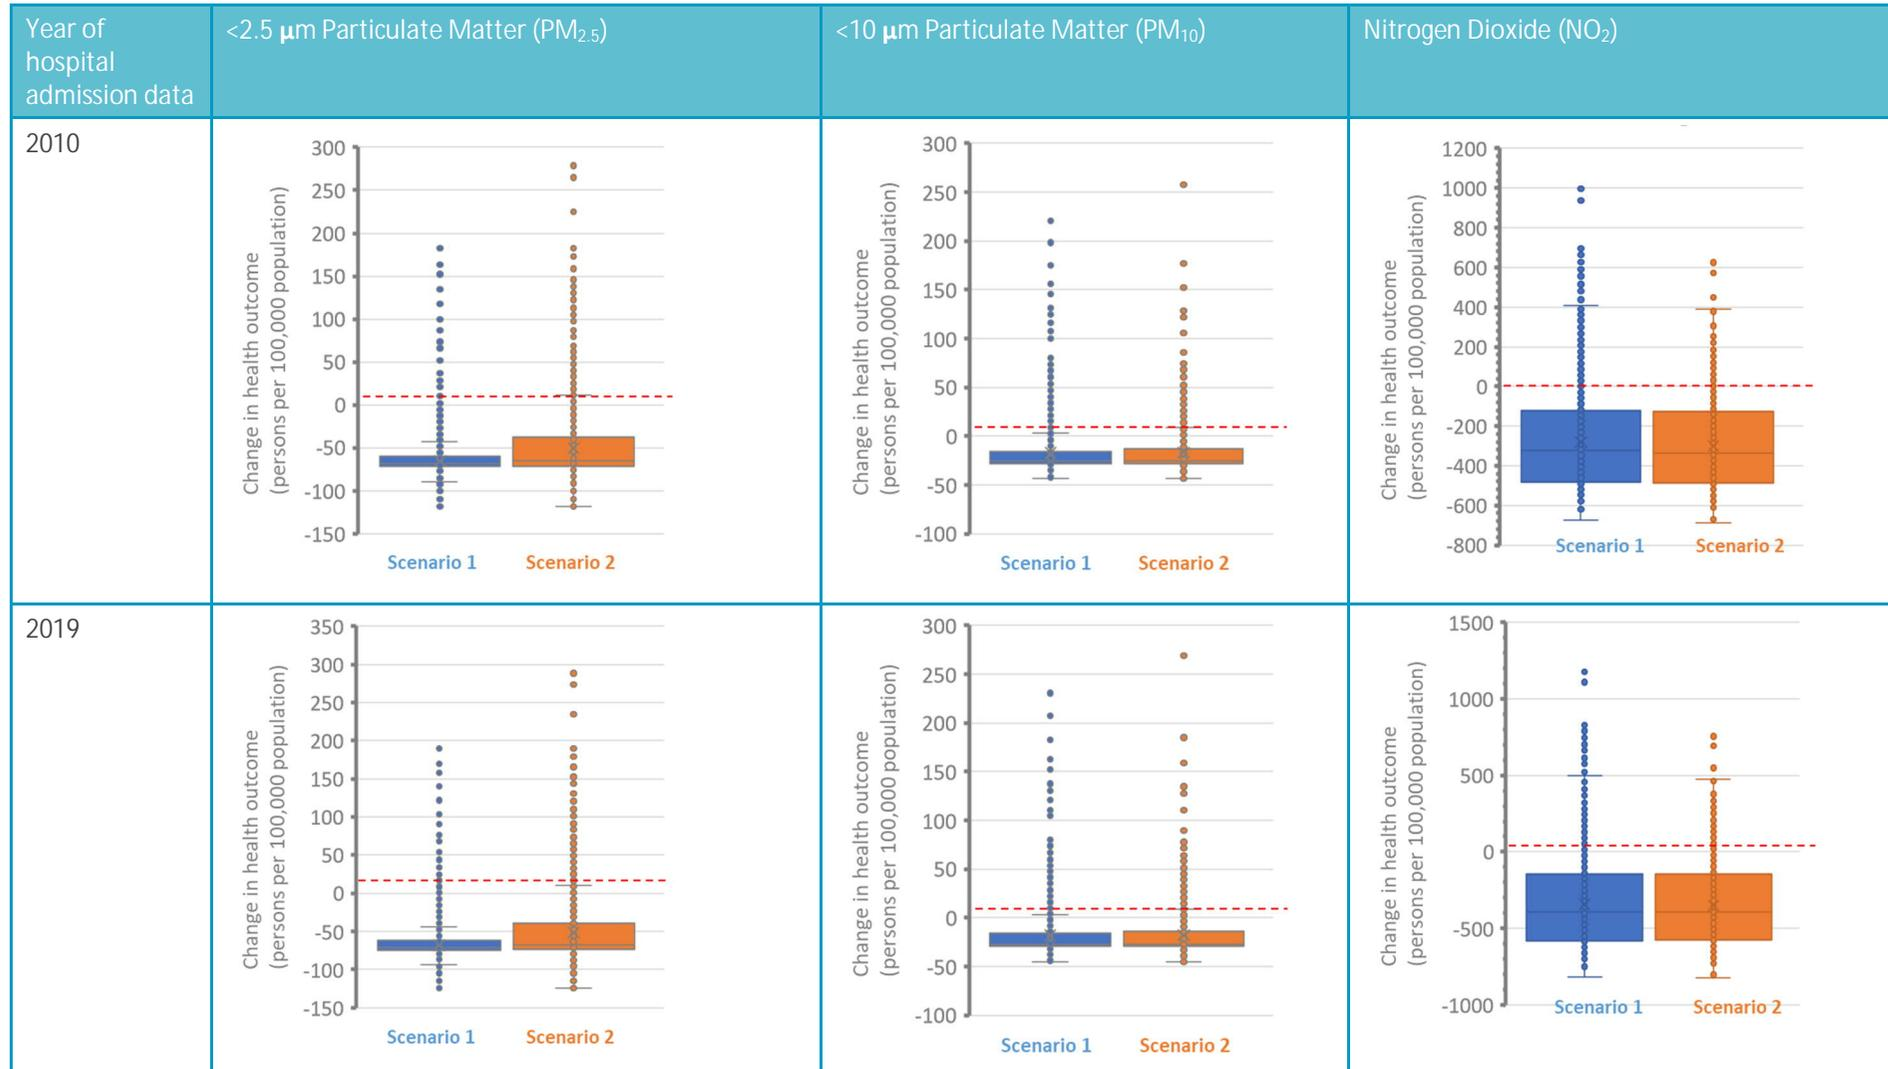 Year of
hospital
admission data
<2.5 μm Particulate Matter (PM2.5)
<10 μm Particulate Matter (PM10)
Nitrogen Dioxide (NO2)
2010
Change in health outcome
(persons per 100,000 population)
300
250
200
150
100
50
0
-50
-100
-150
Scenario 1
Scenario 2
Change in health outcome
(persons per 100,000 population)
300
250
200
150
100
50
0
-50
-100
Scenario 1
Scenario 2
Change in health outcome
(persons per 100,000 population)
1200
1000
800
600
400
200
0
-200
-400
-600
-800
Scenario 1
Scenario 2
2019
Change in health outcome
(persons per 100,000 population)
350
300
250
200
150
100
50
0
-50
-100
-150
Scenario 1
Scenario 2
Change in health outcome
(persons per 100,000 population)
300
250
200
150
100
50
0
-50
-100
Scenario 1
Scenario 2
Change in health outcome
(persons per 100,000 population)
1500
1000
500
0
-500
-1000
Scenario 1
Scenario 2